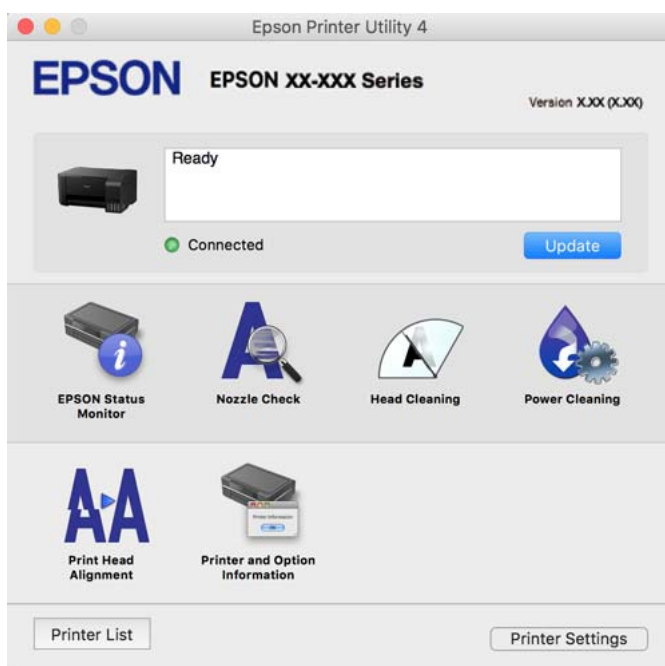 Epson Printer Utility 4
EPSON
EPSON XX-XXX Series
Version X.XX (X.XX)
Ready
Connected
Update
EPSON Status
Monitor
Nozzle Check
Head Cleaning
Power Cleaning
Print Head
Alignment
Printer and Option
Information
Printer List
Printer Settings